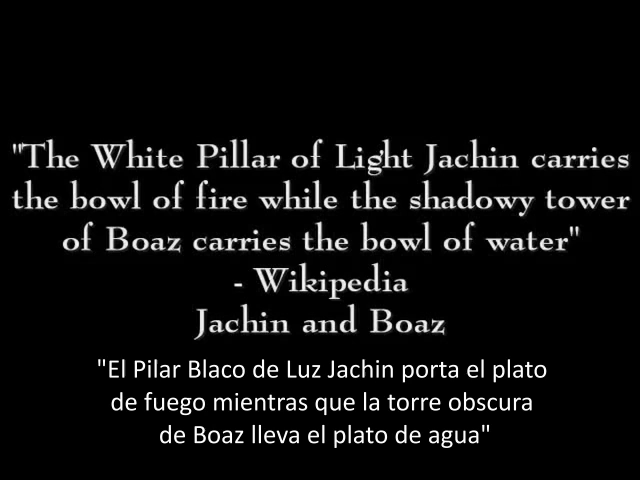 "The White Pillar of Light Jachin carries
the bowl of fire while the shadowy tower
of Boaz carries the bowl of water"
- Wikipedia
Jachin and Boaz
"El Pilar Blaco de Luz Jachin porta el plato
de fuego mientras que la torre obscura
de Boaz lleva el plato de agua"